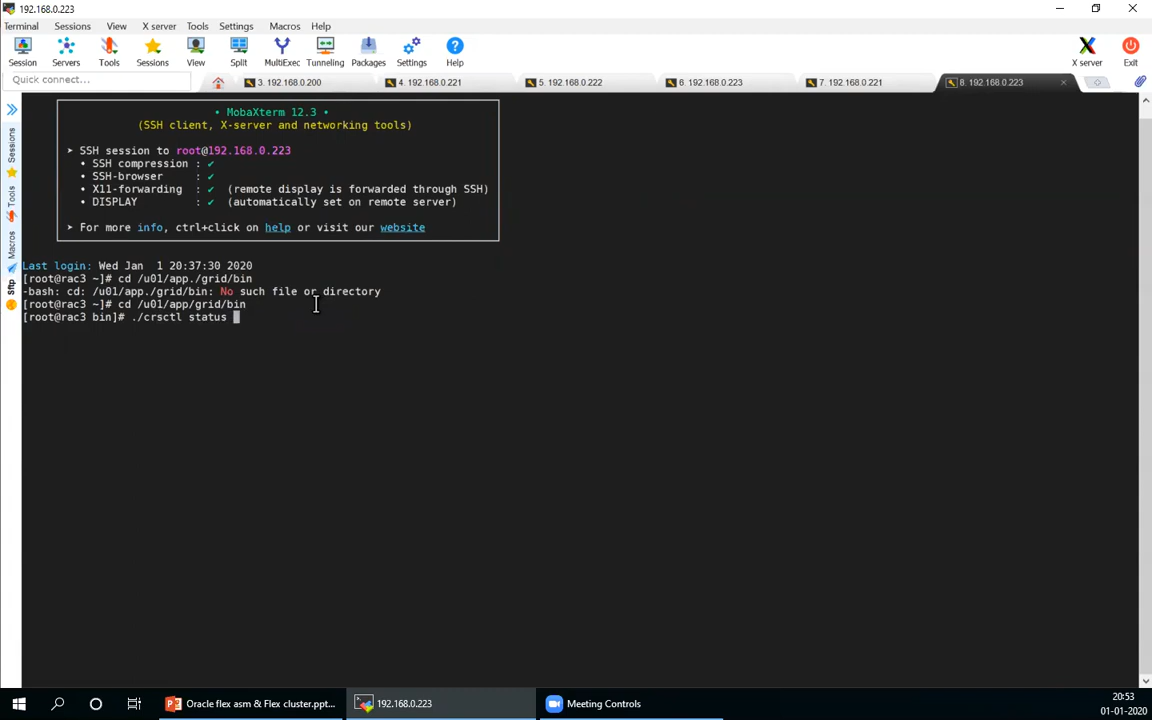 192.168.0.223
Terminal Sessions View X server Tools Settings Macros Help
Session Servers Tools Sessions View Split MultiExec Tunneling Packages Settings Help X server Exit
Quick connect...
3. 192.168.0.200 4. 192.168.0.221 5. 192.168.0.222 6. 192.168.0.223 7. 192.168.0.221 8. 192.168.0.223
Sessions
Tools
Macros
Sftp
• MobaXterm 12.3 •
(SSH client, X-server and networking tools)
➤ SSH session to root@192.168.0.223
• SSH compression : ✔
• SSH-browser : ✔
• X11-forwarding : ✔ (remote display is forwarded through SSH)
• DISPLAY : ✔ (automatically set on remote server)
➤ For more info, ctrl+click on help or visit our website
Last login: Wed Jan 1 20:37:30 2020
[root@rac3 ~]# cd /u01/app./grid/bin
-bash: cd: /u01/app./grid/bin: No such file or directory
[root@rac3 ~]# cd /u01/app/grid/bin
[root@rac3 bin]# ./crsctl status
Oracle flex asm & Flex cluster.ppt... 192.168.0.223 Meeting Controls
20:53
01-01-2020